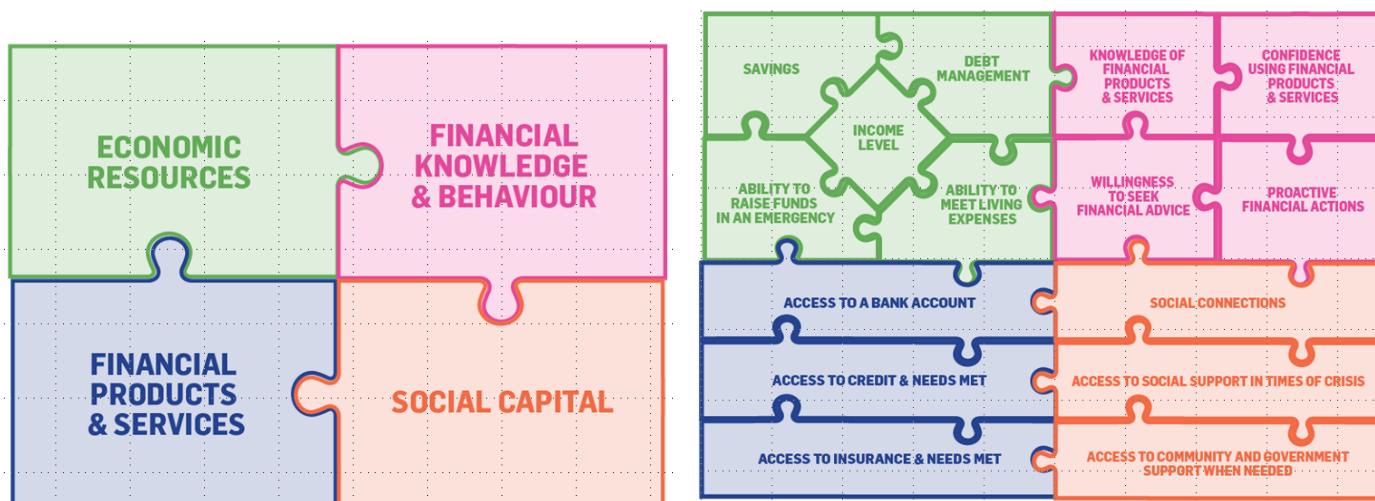 ECONOMIC
RESOURCES
FINANCIAL
KNOWLEDGE
& BEHAVIOUR
FINANCIAL
PRODUCTS
& SERVICES
SOCIAL CAPITAL
SAVINGS
DEBT
MANAGEMENT
INCOME
LEVEL
ABILITY TO
RAISE FUNDS
IN AN EMERGENCY
ABILITY TO
MEET LIVING
EXPENSES
KNOWLEDGE OF
FINANCIAL
PRODUCTS
& SERVICES
CONFIDENCE
USING FINANCIAL
PRODUCTS
& SERVICES
WILLINGNESS
TO SEEK
FINANCIAL ADVICE
PROACTIVE
FINANCIAL ACTIONS
ACCESS TO A BANK ACCOUNT
ACCESS TO CREDIT & NEEDS MET
ACCESS TO INSURANCE & NEEDS MET
SOCIAL CONNECTIONS
ACCESS TO SOCIAL SUPPORT IN TIMES OF CRISIS
ACCESS TO COMMUNITY AND GOVERNMENT
SUPPORT WHEN NEEDED